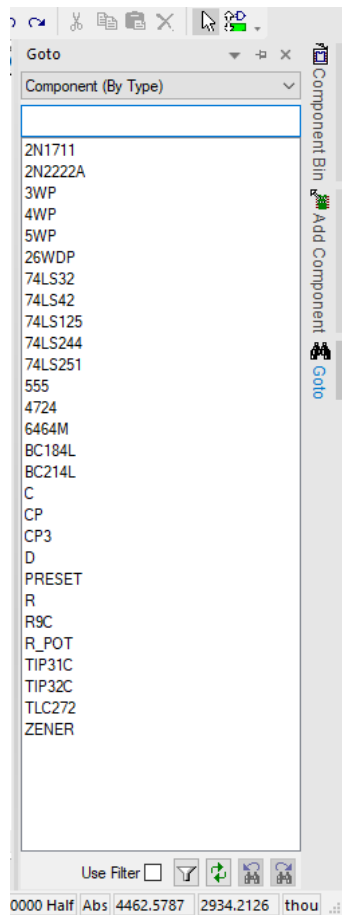 Goto
Component (By Type)
2N1711
2N2222A
3WP
4WP
5WP
26WDP
74LS32
74LS42
74LS125
74LS244
74LS251
555
4724
6464M
BC184L
BC214L
C
CP
CP3
D
PRESET
R
R9C
R_POT
TIP31C
TIP32C
TLC272
ZENER
Use Filter
Component Bin
Add Component
Goto
0000 Half Abs 4462.5787 2934.2126 thou